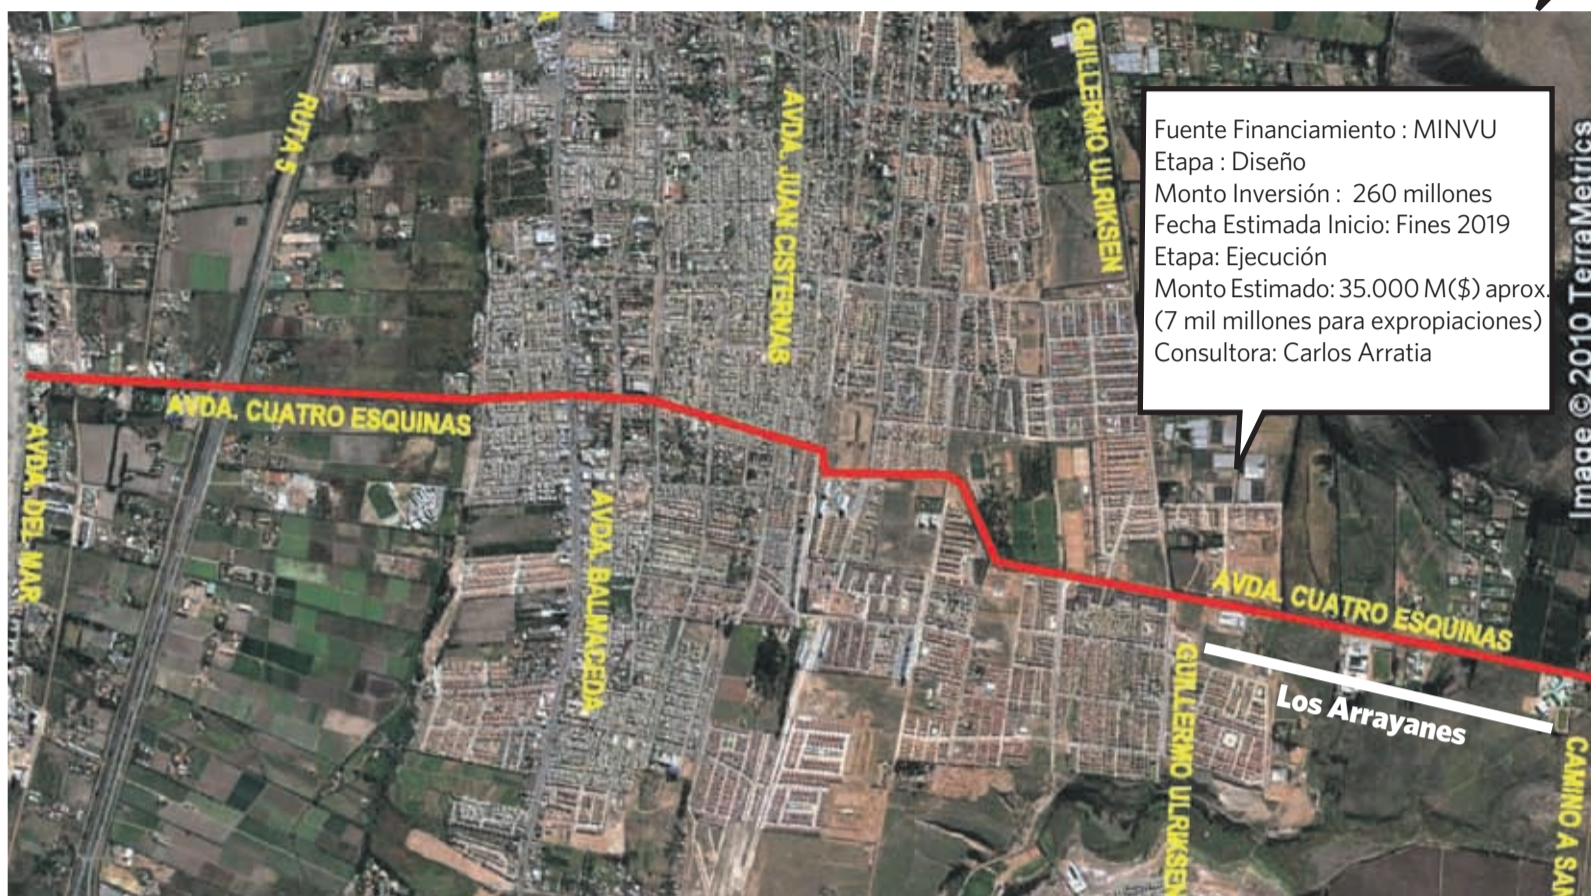 RUTA 5
AVDA. JUAN CISTERNAS
GUILLERMO ULRIKSEN
Fuente Financiamiento : MINVU
Etapa : Diseño
Monto Inversión : 260 millones
Fecha Estimada Inicio: Fines 2019
Etapa: Ejecución
Monto Estimado: 35.000 M($) aprox.
(7 mil millones para expropiaciones)
Consultora: Carlos Arratia
Image © 2010 TerraMetrics
AVDA. CUATRO ESQUINAS
AVDA. DEL MAR
AVDA. BALMACEDA
AVDA. CUATRO ESQUINAS
GUILLERMO ULRIKSEN
Los Arrayanes
CAMINO A SAN